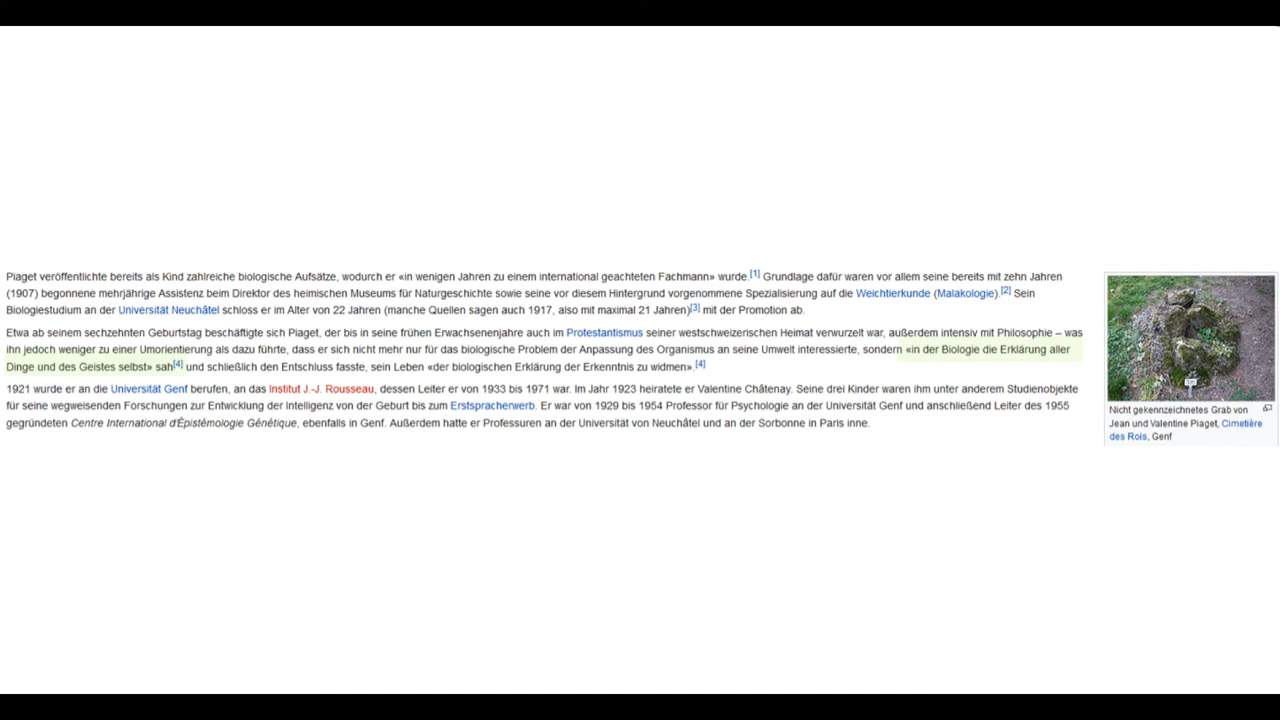 Piaget veröffentlichte bereits als Kind zahlreiche biologische Aufsätze, wodurch er «in wenigen Jahren zu einem international geachteten Fachmann» wurde.[1] Grundlage dafür waren vor allem seine bereits mit zehn Jahren
(1907) begonnene mehrjährige Assistenz beim Direktor des heimischen Museums für Naturgeschichte sowie seine vor diesem Hintergrund vorgenommene Spezialisierung auf die Weichtierkunde (Malakologie).[2] Sein
Biologiestudium an der Universität Neuchâtel schloss er im Alter von 22 Jahren (manche Quellen sagen auch 1917, also mit maximal 21 Jahren)[3] mit der Promotion ab.
Etwa ab seinem sechzehnten Geburtstag beschäftigte sich Piaget, der bis in seine frühen Erwachsenenjahre auch im Protestantismus seiner westschweizerischen Heimat verwurzelt war, außerdem intensiv mit Philosophie – was
ihn jedoch weniger zu einer Umorientierung als dazu führte, dass er sich nicht mehr nur für das biologische Problem der Anpassung des Organismus an seine Umwelt interessierte, sondern «in der Biologie die Erklärung aller
Dinge und des Geistes selbst» sah[4] und schließlich den Entschluss fasste, sein Leben «der biologischen Erklärung der Erkenntnis zu widmen».[4]
1921 wurde er an die Universität Genf berufen, an das Institut J.-J. Rousseau, dessen Leiter er von 1933 bis 1971 war. Im Jahr 1923 heiratete er Valentine Châtenay. Seine drei Kinder waren ihm unter anderem Studienobjekte
für seine wegweisenden Forschungen zur Entwicklung der Intelligenz von der Geburt bis zum Erstspracherwerb. Er war von 1929 bis 1954 Professor für Psychologie an der Universität Genf und anschließend Leiter des 1955
gegründeten Centre International d'Épistémologie Génétique, ebenfalls in Genf. Außerdem hatte er Professuren an der Universität von Neuchâtel und an der Sorbonne in Paris inne.
Nicht gekennzeichnetes Grab von
Jean und Valentine Piaget, Cimetière
des Rois, Genf